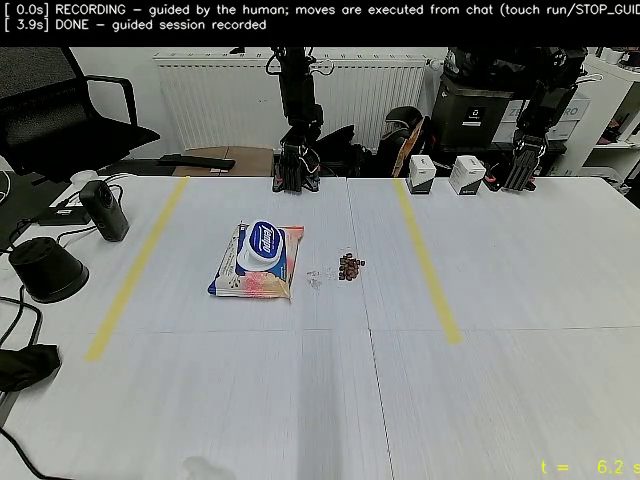 [ 0.0s] RECORDING – guided by the human; moves are executed from chat (touch run/STOP_GUID
[ 3.9s] DONE – guided session recorded
t = 6.2 s